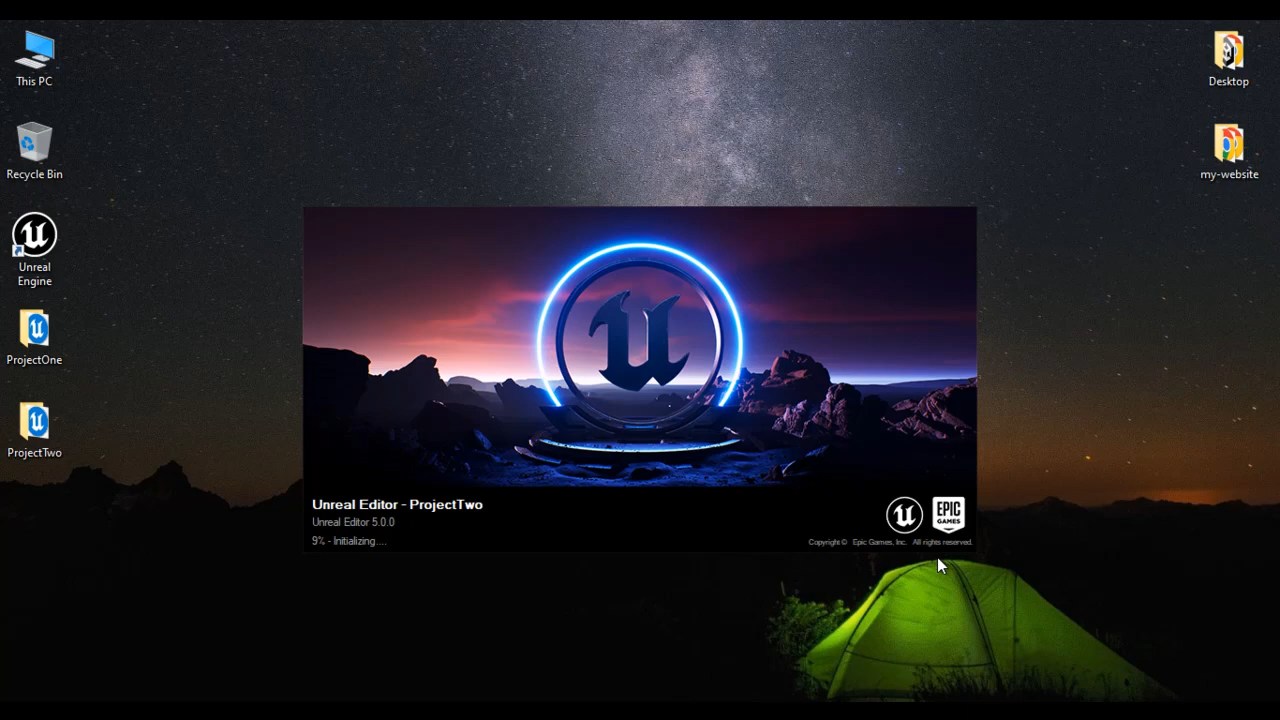 This PC
Recycle Bin
Unreal
Engine
ProjectOne
ProjectTwo
Desktop
my-website
Unreal Editor - ProjectTwo
Unreal Editor 5.0.0
9% - Initializing....
EPIC
GAMES
Copyright © Epic Games, Inc. All rights reserved.